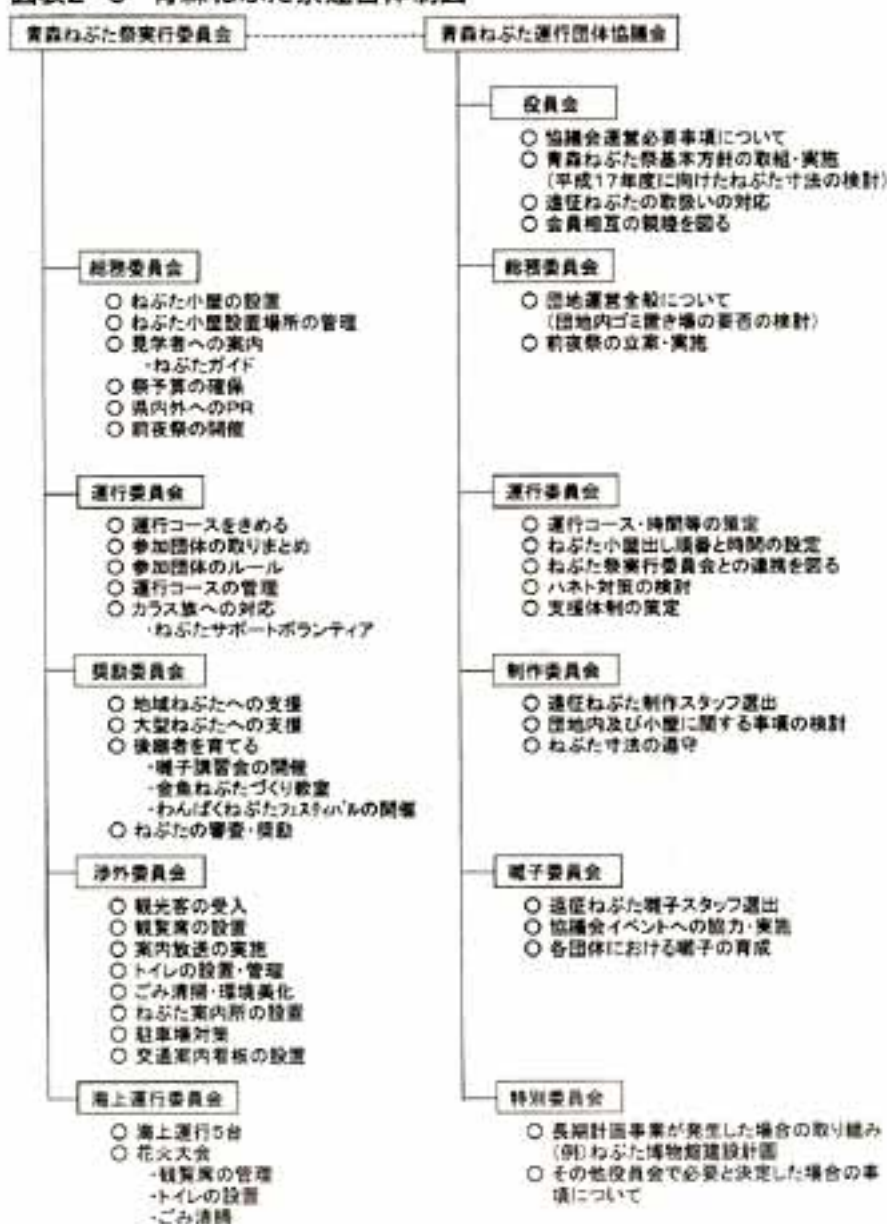 青森ねぶた祭実行委員会
総務委員会
○ ねぶた小屋の設置
○ ねぶた小屋設置場所の管理
○ 見学者への案内
・ねぶたガイド
○ 祭予算の確保
○ 県内外へのPR
○ 前夜祭の開催
運行委員会
○ 運行コースをきめる
○ 参加団体の取りまとめ
○ 参加団体のルール
○ 運行コースの管理
○ カラス族への対応
・ねぶたサポートボランティア
奨励委員会
○ 地域ねぶたへの支援
○ 大型ねぶたへの支援
○ 後継者を育てる
・囃子講習会の開催
・金魚ねぶたづくり教室
・わんぱくねぶたフェスティバルの開催
○ ねぶたの審査・奨励
渉外委員会
○ 観光客の受入
○ 観覧席の設置
○ 案内放送の実施
○ トイレの設置・管理
○ ごみ清掃・環境美化
○ ねぶた案内所の設置
○ 駐車場対策
○ 交通案内看板の設置
海上運行委員会
○ 海上運行5台
○ 花火大会
・観覧席の管理
・トイレの設置
・ごみ清掃
青森ねぶた運行団体協議会
役員会
○ 協議会運営必要事項について
○ 青森ねぶた祭基本方針の取組・実施
(平成17年度に向けたねぶた寸法の検討)
○ 遠征ねぶたの取扱いの対応
○ 会員相互の親睦を図る
総務委員会
○ 団地運営全般について
(団地内ゴミ置き場の要否の検討)
○ 前夜祭の立案・実施
運行委員会
○ 運行コース・時間等の策定
○ ねぶた小屋出し順番と時間の設定
○ ねぶた祭実行委員会との連携を図る
○ ハネト対策の検討
○ 支援体制の策定
制作委員会
○ 遠征ねぶた制作スタッフ選出
○ 団地内及び小屋に関する事項の検討
○ ねぶた寸法の遵守
囃子委員会
○ 遠征ねぶた囃子スタッフ選出
○ 協議会イベントへの協力・実施
○ 各団体における囃子の育成
特別委員会
○ 長期計画事業が発生した場合の取り組み
(例)ねぶた博物館建設計画
○ その他役員会で必要と決定した場合の事
項について